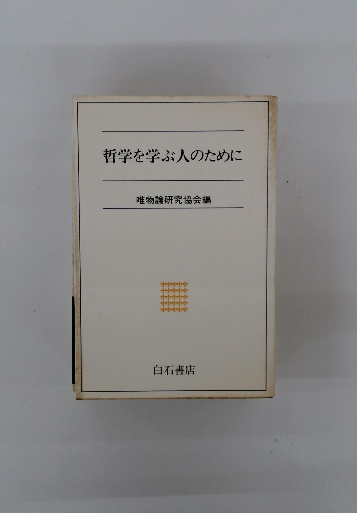 哲学を学ぶ人のために
唯物論研究協会編
白石書店